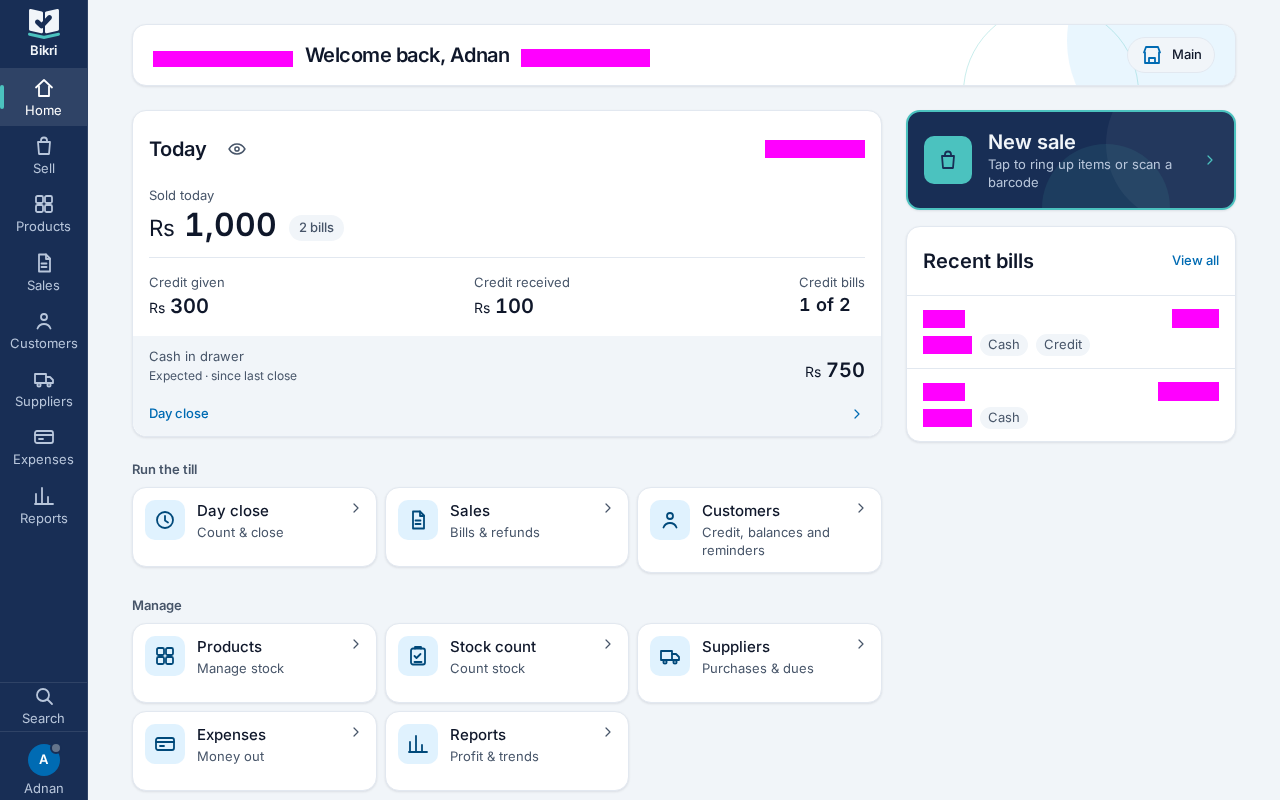 Bikri
Home
Sell
Products
Sales
Customers
Suppliers
Expenses
Reports
Search
A
Adnan
Welcome back, Adnan
Main
Today
Sold today
Rs 1,000
2 bills
Credit given
Rs 300
Credit received
Rs 100
Credit bills
1 of 2
Cash in drawer
Expected · since last close
Rs 750
Day close
New sale
Tap to ring up items or scan a
barcode
Recent bills
View all
Cash
Credit
Cash
Run the till
Day close
Count & close
Sales
Bills & refunds
Customers
Credit, balances and
reminders
Manage
Products
Manage stock
Stock count
Count stock
Suppliers
Purchases & dues
Expenses
Money out
Reports
Profit & trends